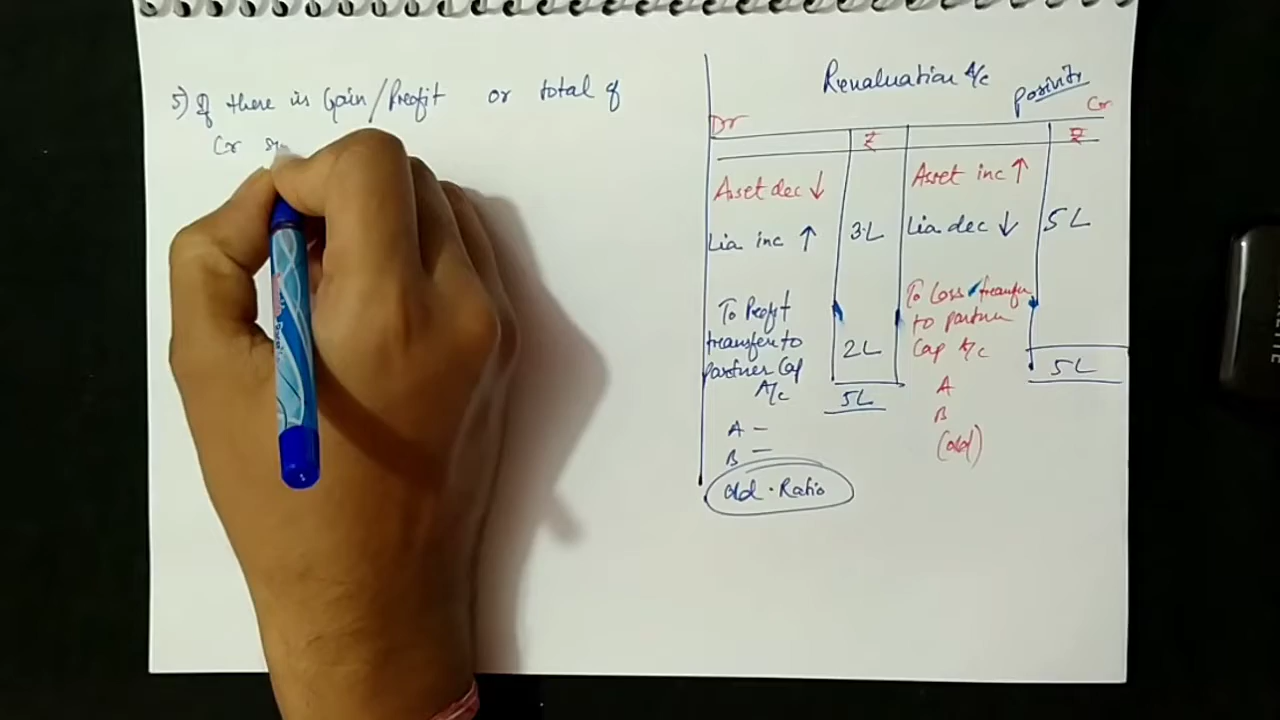 5) If there is Gain/Profit or total of
Cr
Revaluation A/c
positive
Dr
Cr
₹
₹
Asset dec ↓
Asset inc ↑
Lia inc ↑
3L
Lia dec ↓
5L
To Profit
transfer to
partner Cap
A/c
2L
5L
A —
B —
old Ratio
To Loss transfer
to partner
Cap A/c
5L
A
B
(old)